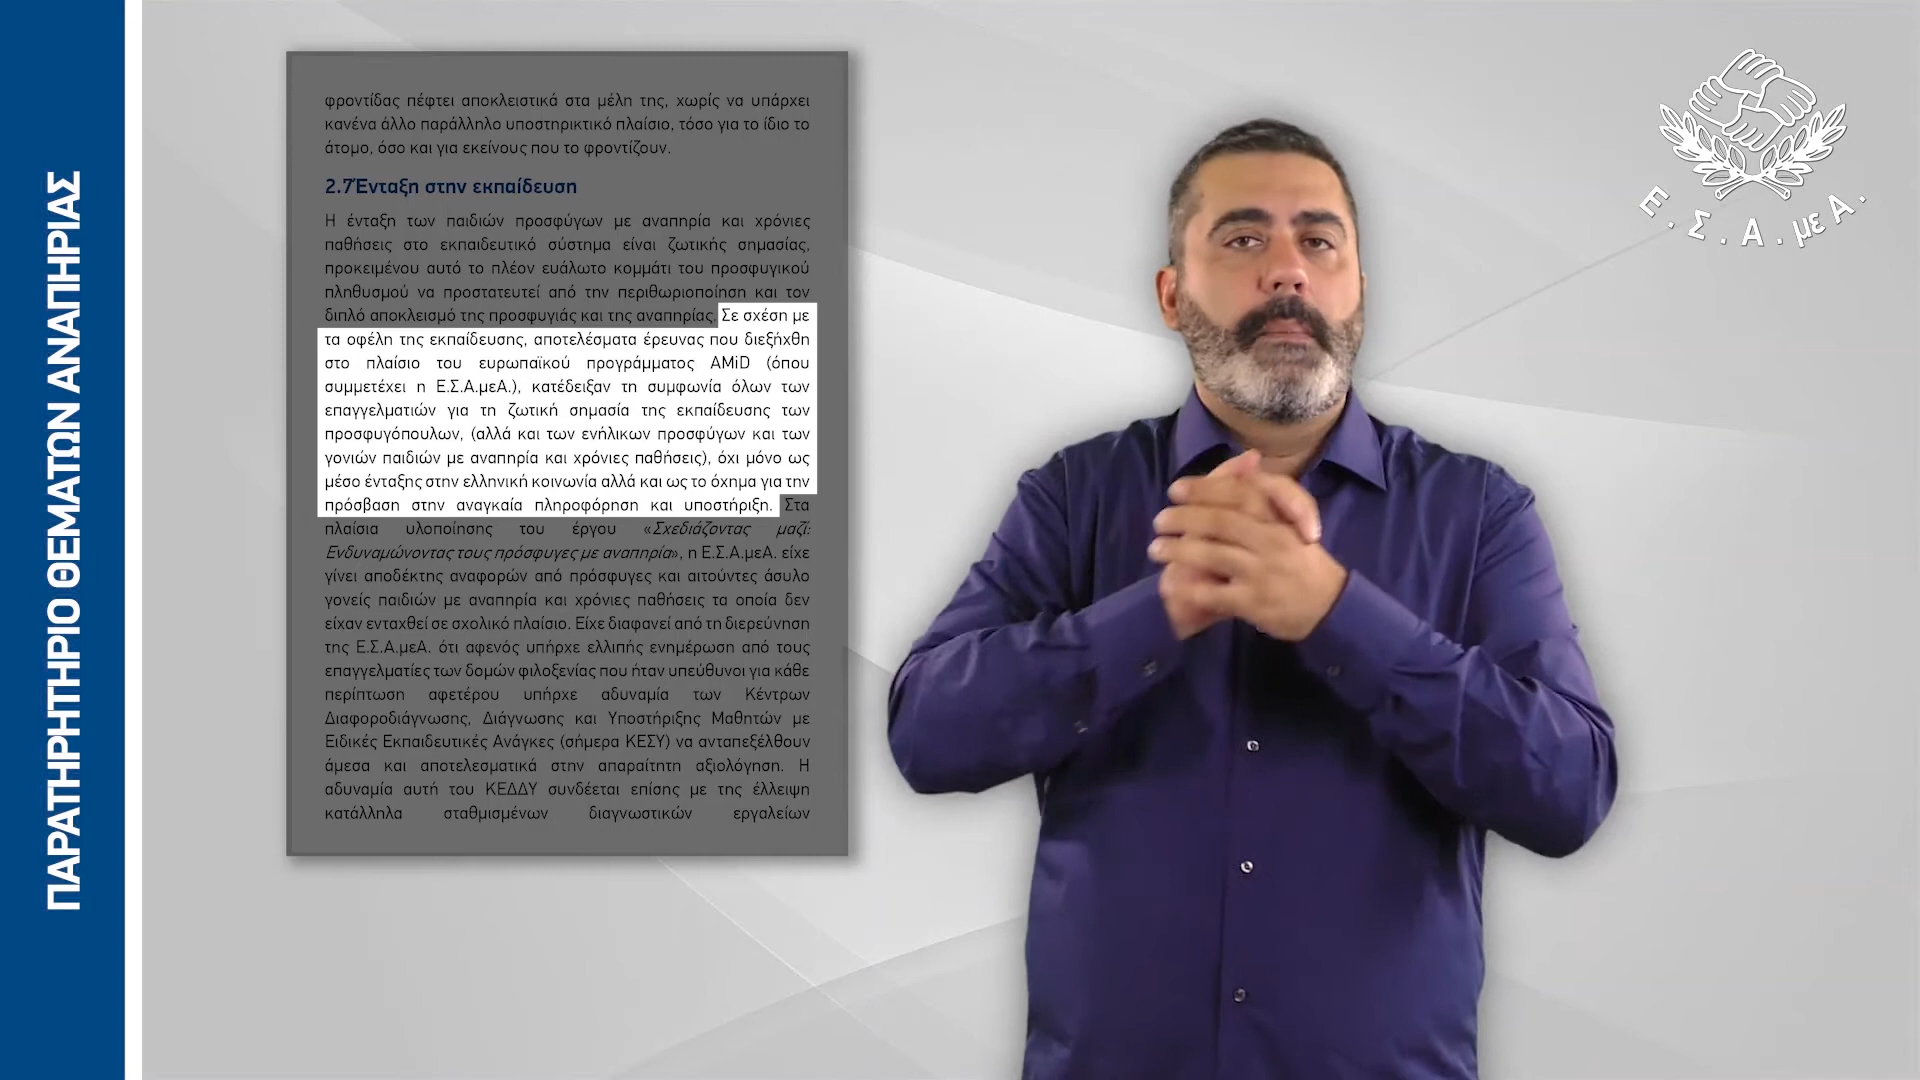 ΠΑΡΑΤΗΡΗΤΗΡΙΟ ΘΕΜΑΤΩΝ ΑΝΑΠΗΡΙΑΣ
φροντίδας πέφτει αποκλειστικά στα μέλη της, χωρίς να υπάρχει
κανένα άλλο παράλληλο υποστηρικτικό πλαίσιο, τόσο για το ίδιο το
άτομο, όσο και για εκείνους που το φροντίζουν.
2.7Ένταξη στην εκπαίδευση
Η ένταξη των παιδιών προσφύγων με αναπηρία και χρόνιες
παθήσεις στο εκπαιδευτικό σύστημα είναι ζωτικής σημασίας,
προκειμένου αυτό το πλέον ευάλωτο κομμάτι του προσφυγικού
πληθυσμού να προστατευτεί από την περιθωριοποίηση και τον
διπλό αποκλεισμό της προσφυγιάς και της αναπηρίας. Σε σχέση με
τα οφέλη της εκπαίδευσης, αποτελέσματα έρευνας που διεξήχθη
στο πλαίσιο του ευρωπαϊκού προγράμματος AMiD (όπου
συμμετέχει η Ε.Σ.Α.μεΑ.), κατέδειξαν τη συμφωνία όλων των
επαγγελματιών για τη ζωτική σημασία της εκπαίδευσης των
προσφυγόπουλων, (αλλά και των ενήλικων προσφύγων και των
γονιών παιδιών με αναπηρία και χρόνιες παθήσεις), όχι μόνο ως
μέσο ένταξης στην ελληνική κοινωνία αλλά και ως το όχημα για την
πρόσβαση στην αναγκαία πληροφόρηση και υποστήριξη. Στα
πλαίσια υλοποίησης του έργου «Σχεδιάζοντας μαζί:
Ενδυναμώνοντας τους πρόσφυγες με αναπηρία», η Ε.Σ.Α.μεΑ. είχε
γίνει αποδέκτης αναφορών από πρόσφυγες και αιτούντες άσυλο
γονείς παιδιών με αναπηρία και χρόνιες παθήσεις τα οποία δεν
είχαν ενταχθεί σε σχολικό πλαίσιο. Είχε διαφανεί από τη διερεύνηση
της Ε.Σ.Α.μεΑ. ότι αφενός υπήρχε ελλιπής ενημέρωση από τους
επαγγελματίες των δομών φιλοξενίας που ήταν υπεύθυνοι για κάθε
περίπτωση αφετέρου υπήρχε αδυναμία των Κέντρων
Διαφοροδιάγνωσης, Διάγνωσης και Υποστήριξης Μαθητών με
Ειδικές Εκπαιδευτικές Ανάγκες (σήμερα ΚΕΣΥ) να ανταπεξέλθουν
άμεσα και αποτελεσματικά στην απαραίτητη αξιολόγηση. Η
αδυναμία αυτή του ΚΕΔΔΥ συνδέεται επίσης με της έλλειψη
κατάλληλα σταθμισμένων διαγνωστικών εργαλείων
Ε.Σ.Α.μεΑ.